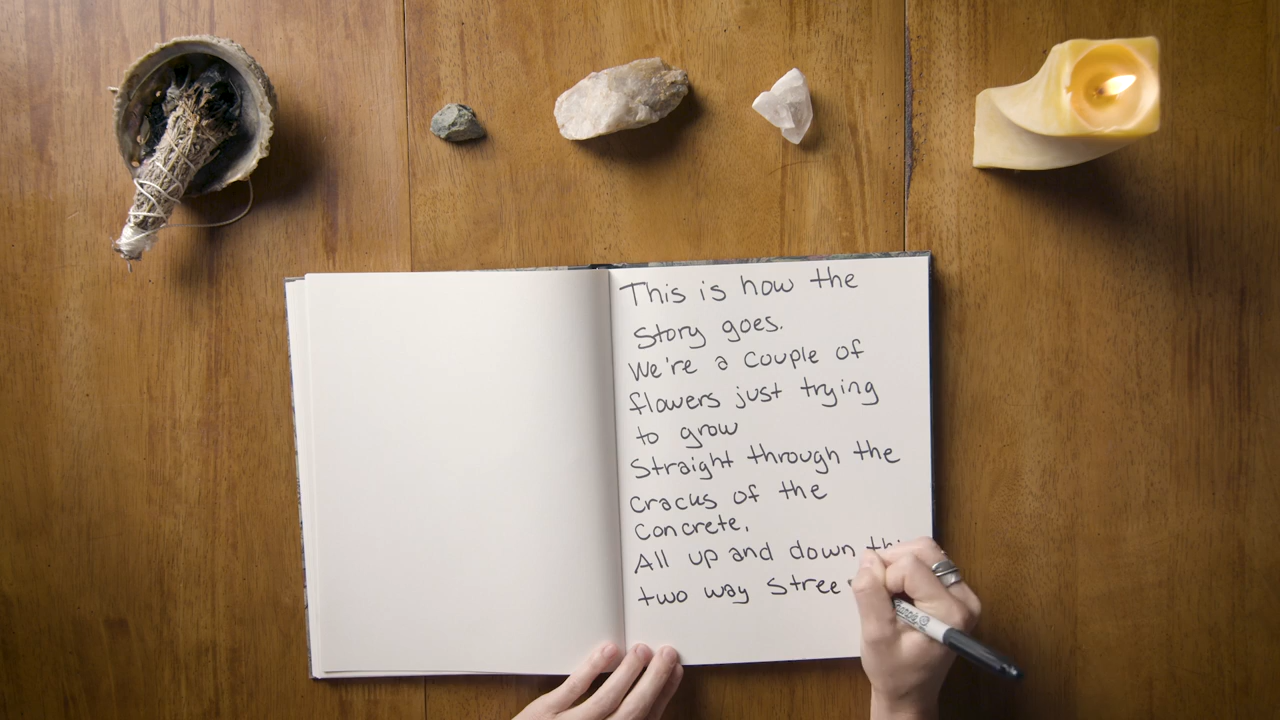 This is how the
Story goes.
We're a couple of
flowers just trying
to grow
Straight through the
Cracks of the
Concrete.
All up and down
two way Stree